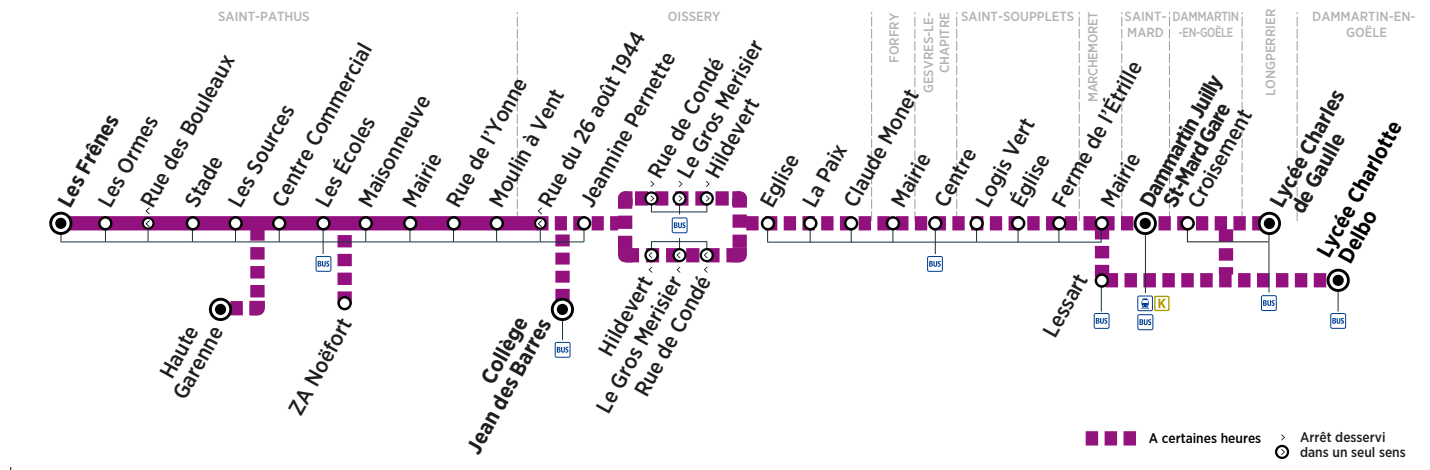 SAINT-PATHUS
OISSERY
FORFRY
GESVRES-LE-
CHAPITRE
SAINT-SOUPPLETS
MARCHEMORET
SAINT-
MARD
DAMMARTIN
-EN-GOËLE
LONGPERRIER
DAMMARTIN-EN-
GOËLE
Les Frênes
Les Ormes
Rue des Bouleaux
Stade
Les Sources
Centre Commercial
Les Écoles
Maisonneuve
Mairie
Rue de l'Yonne
Moulin à Vent
Rue du 26 août 1944
Jeannine Pernette
Rue de Condé
Le Gros Merisier
Hildevert
Eglise
La Paix
Claude Monet
Mairie
Centre
Logis Vert
Église
Ferme de l'Étrille
Mairie
Dammartin Juilly
St-Mard Gare
Croisement
Lycée Charles
de Gaulle
Lycée Charlotte
Delbo
BUS
BUS
BUS
Haute
Garenne
ZA Noëfort
Collège
Jean des Barres
BUS
Hildevert
Le Gros Merisier
Rue de Condé
Lessart
BUS
K
BUS
BUS
BUS
A certaines heures
Arrêt desservi
dans un seul sens